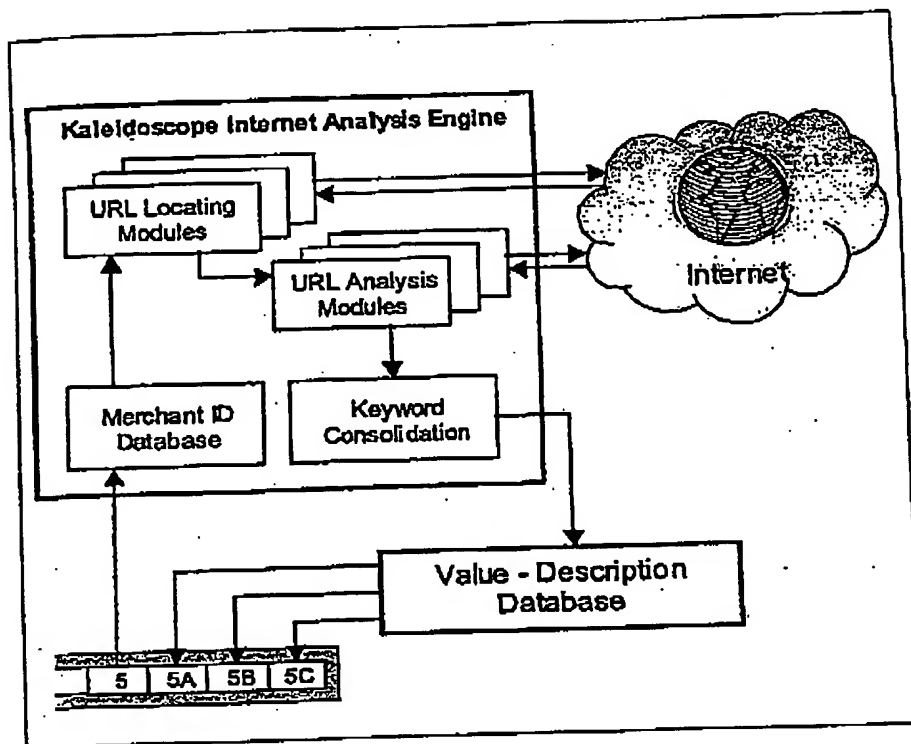 Kaleidoscope Internet Analysis Engine
URL Locating
Modules
URL Analysis
Modules
Internet
Merchant ID
Database
Keyword
Consolidation
Value - Description
Database
5
5A
5B
5C